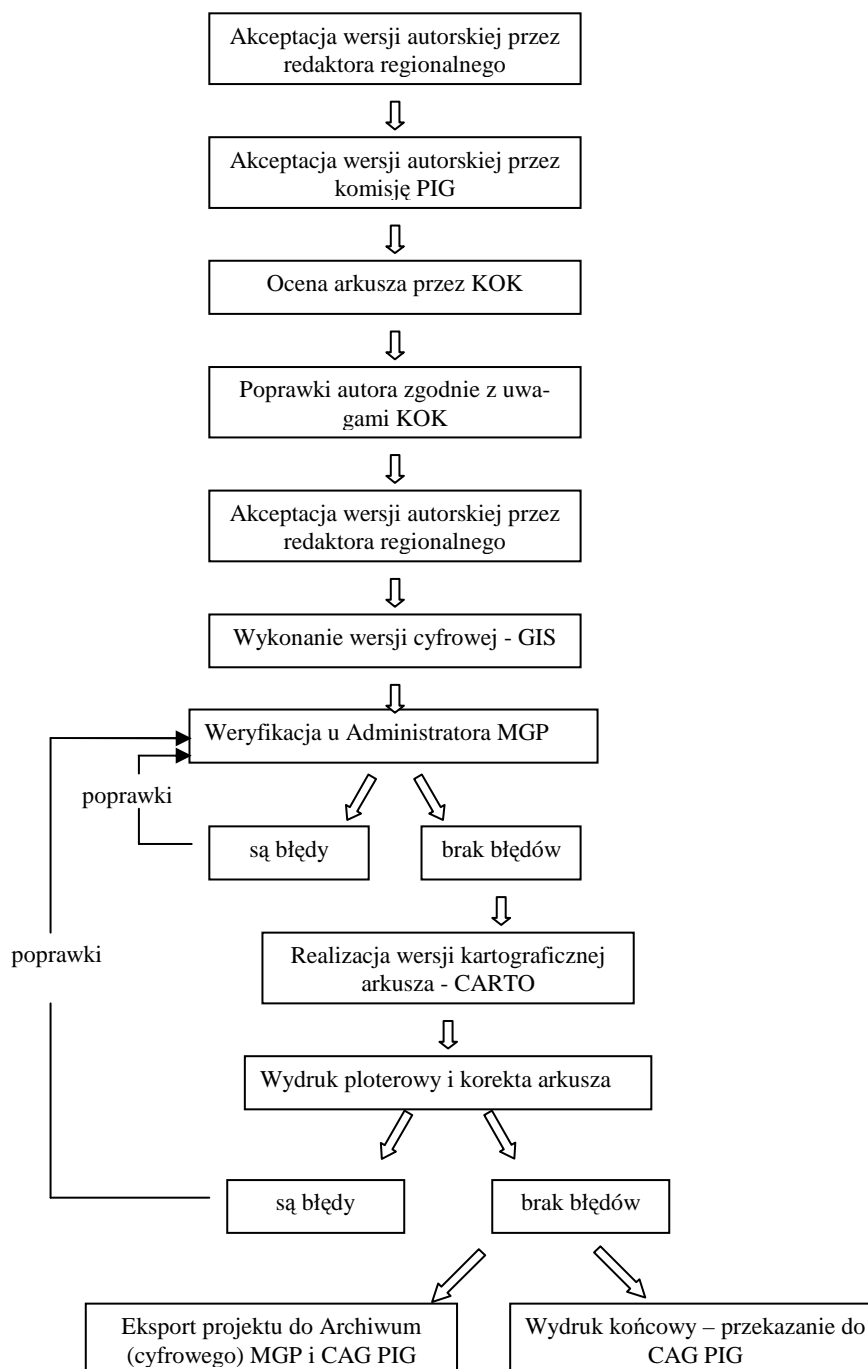 Akceptacja wersji autorskiej przez
redaktora regionalnego
Akceptacja wersji autorskiej przez
komisję PIG
Ocena arkusza przez KOK
Poprawki autora zgodnie z uwa-
gami KOK
Akceptacja wersji autorskiej przez
redaktora regionalnego
Wykonanie wersji cyfrowej - GIS
Weryfikacja u Administratora MGP
poprawki
są błędy
brak błędów
poprawki
Realizacja wersji kartograficznej
arkusza - CARTO
Wydruk ploterowy i korekta arkusza
są błędy
brak błędów
Eksport projektu do Archiwum
(cyfrowego) MGP i CAG PIG
Wydruk końcowy – przekazanie do
CAG PIG